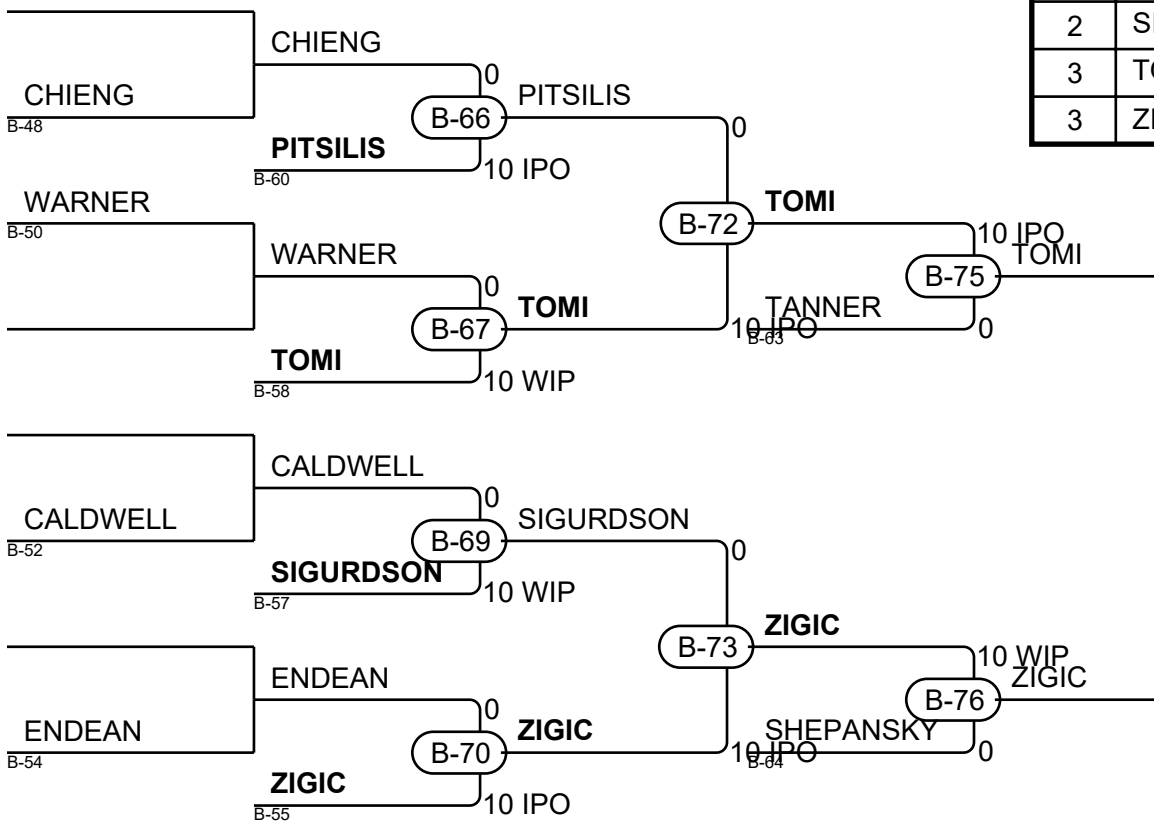 2
3
3
CHIENG
0
CHIENG
B-48
B-66
PITSILIS
0
PITSILIS
B-60
10 IPO
WARNER
B-50
B-72
TOMI
10 IPO
WARNER
0
B-75
TOMI
B-67
TOMI
10 IPO
TANNER
B-63
0
TOMI
B-58
10 WIP
CALDWELL
0
CALDWELL
B-52
B-69
SIGURDSON
0
SIGURDSON
B-57
10 WIP
B-73
ZIGIC
10 WIP
ENDEAN
0
B-76
ZIGIC
ENDEAN
B-54
B-70
ZIGIC
10 IPO
SHEPANSKY
B-64
0
ZIGIC
B-55
10 IPO